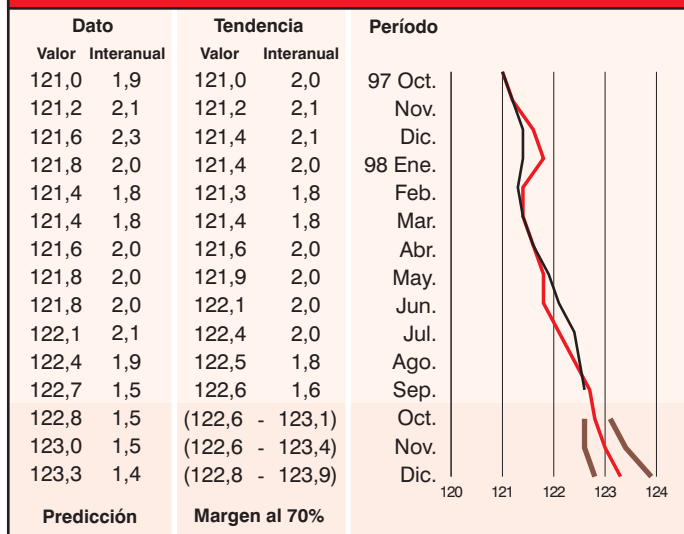 Dato Tendencia Período
Valor Interanual Valor Interanual
121,0 1,9 121,0 2,0 97 Oct.
121,2 2,1 121,2 2,1 Nov.
121,6 2,3 121,4 2,1 Dic.
121,8 2,0 121,4 2,0 98 Ene.
121,4 1,8 121,3 1,8 Feb.
121,4 1,8 121,4 1,8 Mar.
121,6 2,0 121,6 2,0 Abr.
121,8 2,0 121,9 2,0 May.
121,8 2,0 122,1 2,0 Jun.
122,1 2,1 122,4 2,0 Jul.
122,4 1,9 122,5 1,8 Ago.
122,7 1,5 122,6 1,6 Sep.
122,8 1,5 (122,6 - 123,1) Oct.
123,0 1,5 (122,6 - 123,4) Nov.
123,3 1,4 (122,8 - 123,9) Dic.
120 121 122 123 124
Predicción Margen al 70%